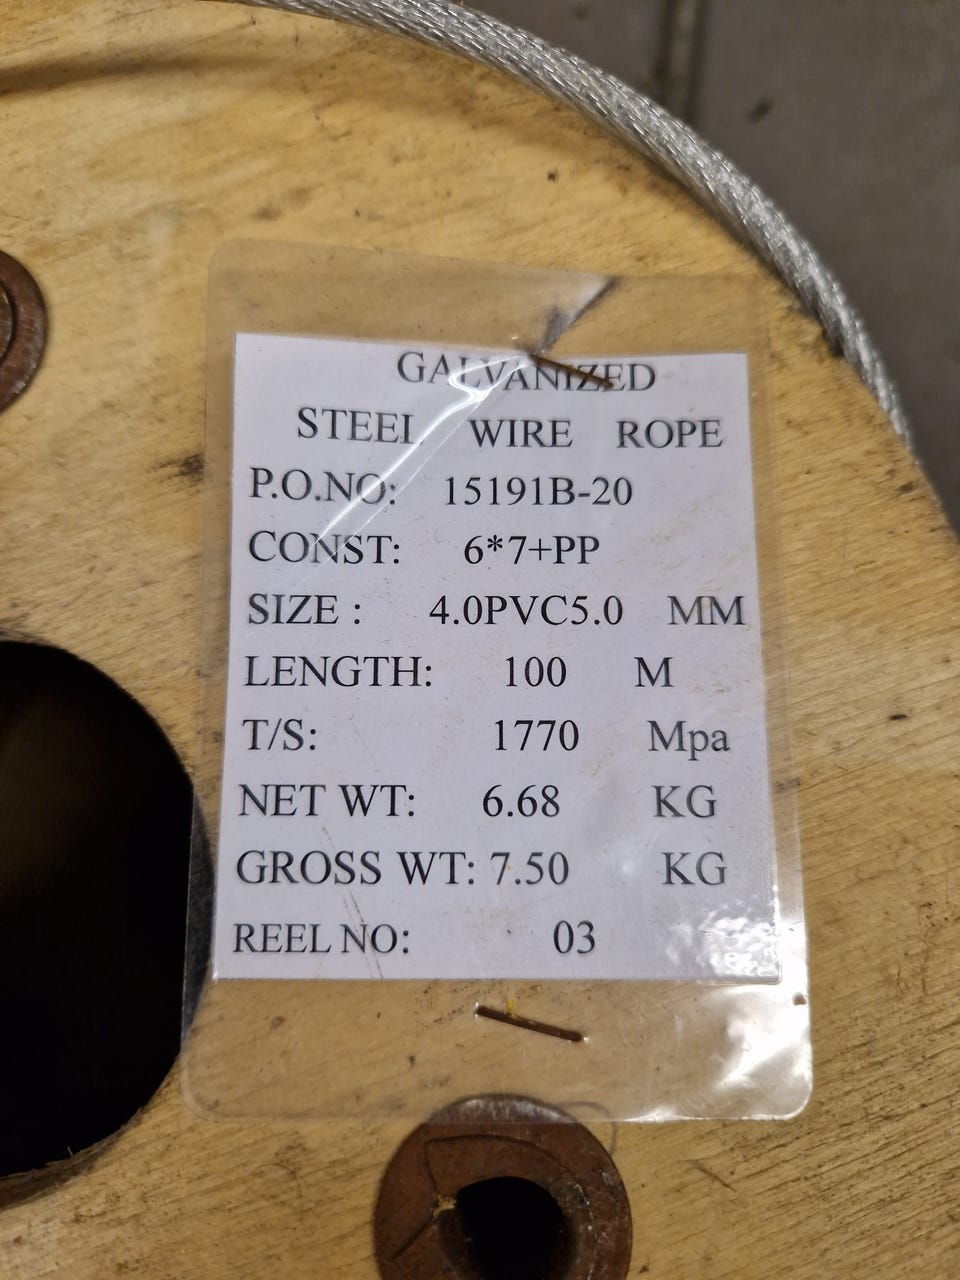 GALVANIZED
STEEL WIRE ROPE
P.O.NO: 15191B-20
CONST: 6*7+PP
SIZE : 4.0PVC5.0 MM
LENGTH: 100 M
T/S: 1770 Mpa
NET WT: 6.68 KG
GROSS WT: 7.50 KG
REEL NO: 03